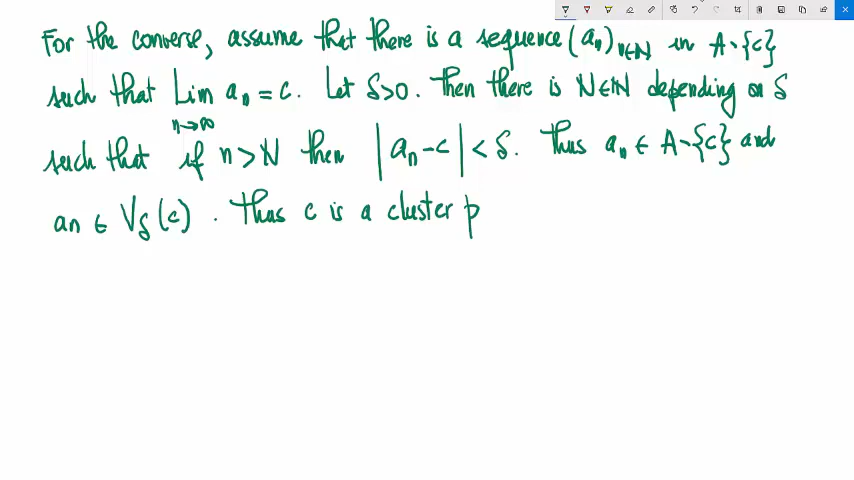 For the converse, assume that there is a sequence (aₙ)ₙ∈ℕ in A∖{c}
such that Lim aₙ = c. Let δ>0. Then there is N∈ℕ depending on δ
n→∞
such that if n > N then |aₙ - c| < δ. Thus aₙ ∈ A∖{c} and
an ∈ V_δ(c). Thus c is a cluster p